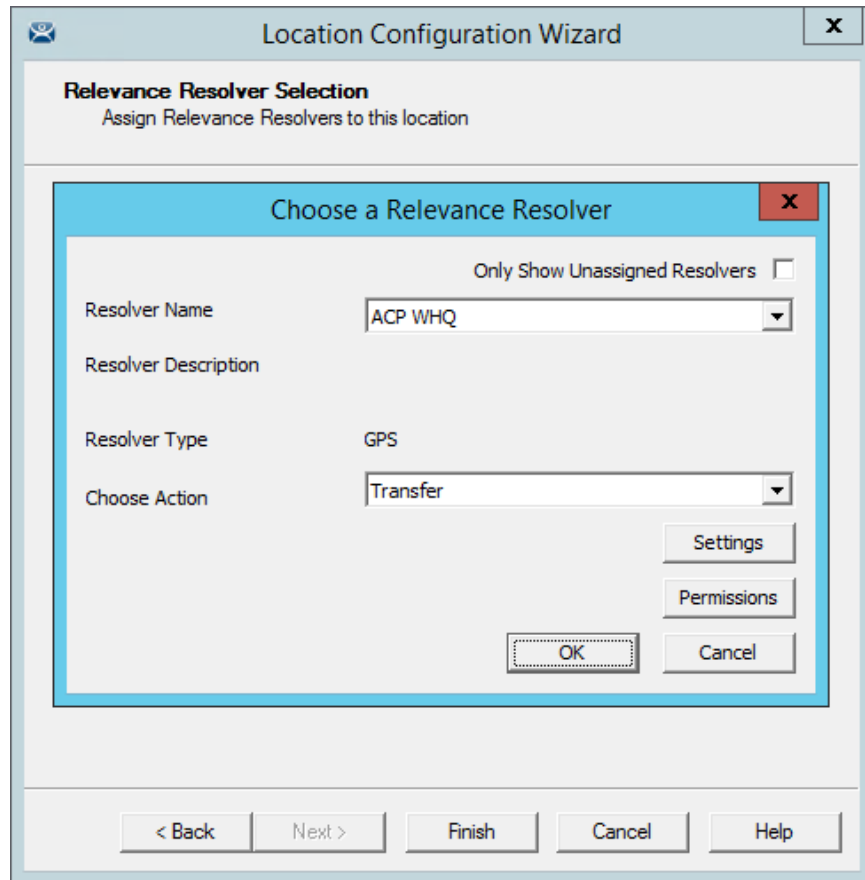 Location Configuration Wizard
X
Relevance Resolver Selection
Assign Relevance Resolvers to this location
Choose a Relevance Resolver
X
Only Show Unassigned Resolvers
Resolver Name
ACP WHQ
Resolver Description
Resolver Type
GPS
Choose Action
Transfer
Settings
Permissions
OK
Cancel
< Back
Next >
Finish
Cancel
Help